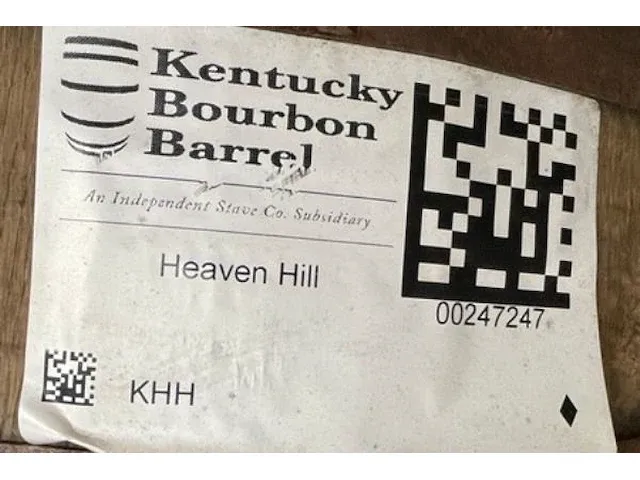 Kentucky
Bourbon
Barrel
An Independent Stave Co. Subsidiary
Heaven Hill
00247247
KHH